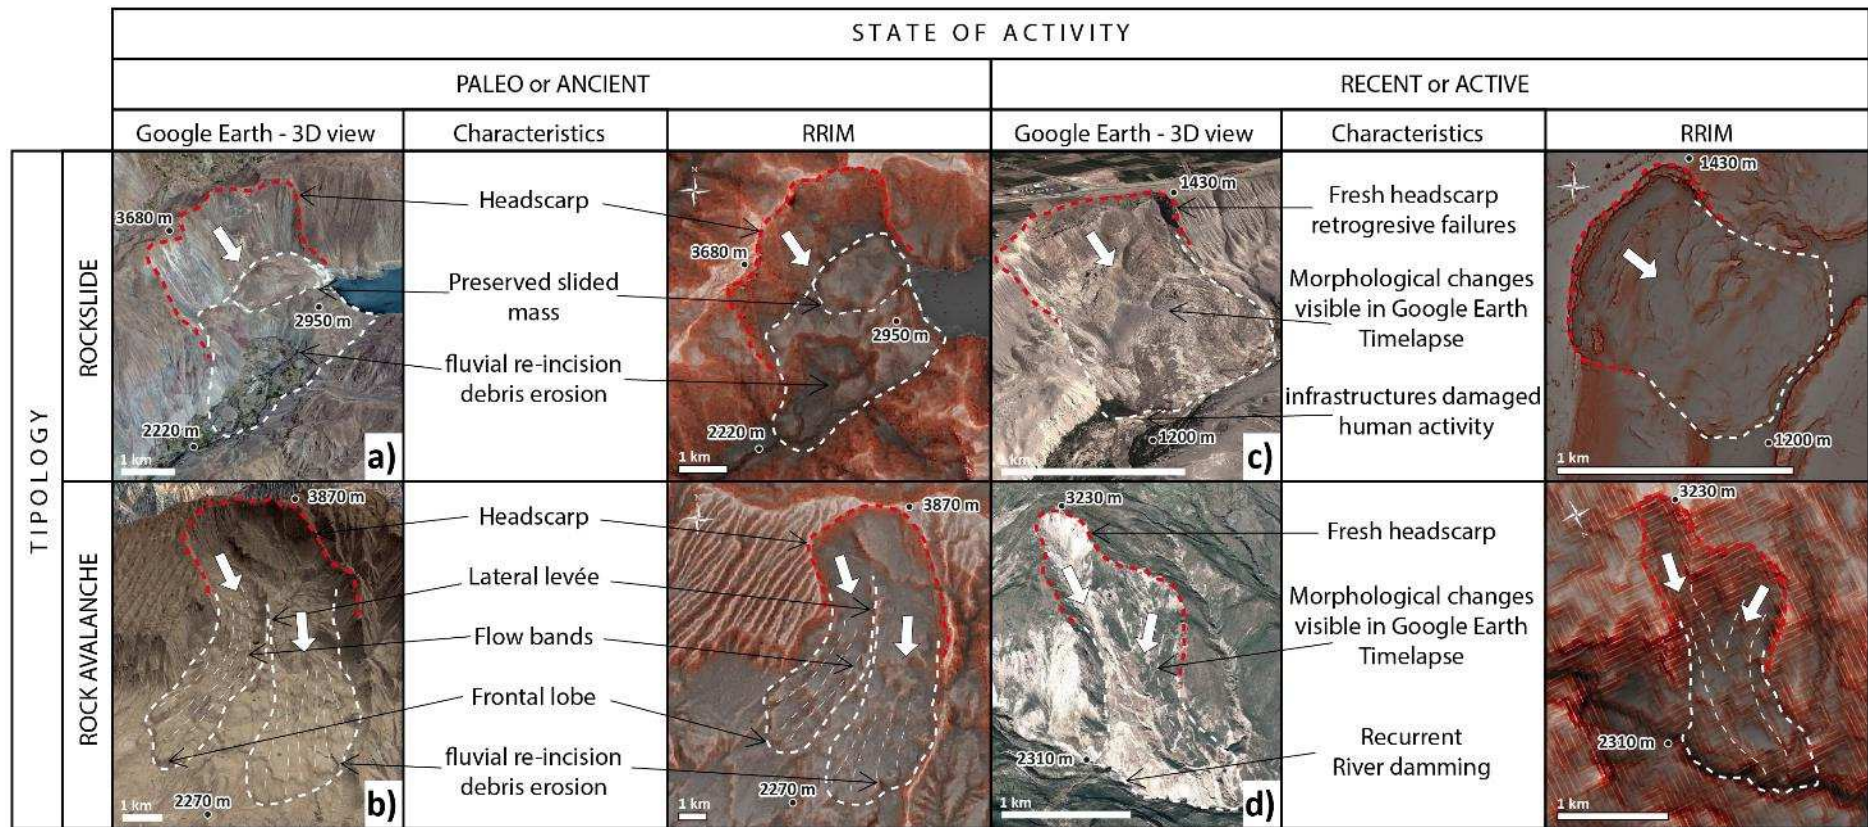 STATE OF ACTIVITY
PALEO or ANCIENT
RECENT or ACTIVE
Google Earth - 3D view
Characteristics
RRIM
Google Earth - 3D view
Characteristics
RRIM
TIPOLOGY
ROCKSLIDE
3680 m
2950 m
2220 m
1 km
a)
Headscarp
Preserved slided
mass
fluvial re-incision
debris erosion
N
3680 m
2950 m
2220 m
1 km
1430 m
1200 m
1 km
c)
Fresh headscarp
retrogresive failures
Morphological changes
visible in Google Earth
Timelapse
infrastructures damaged
human activity
1430 m
1200 m
1 km
ROCK AVALANCHE
3870 m
2270 m
1 km
b)
Headscarp
Lateral levée
Flow bands
Frontal lobe
fluvial re-incision
debris erosion
N
3870 m
2270 m
1 km
3230 m
2310 m
1 km
d)
Fresh headscarp
Morphological changes
visible in Google Earth
Timelapse
Recurrent
River damming
3230 m
2310 m
1 km